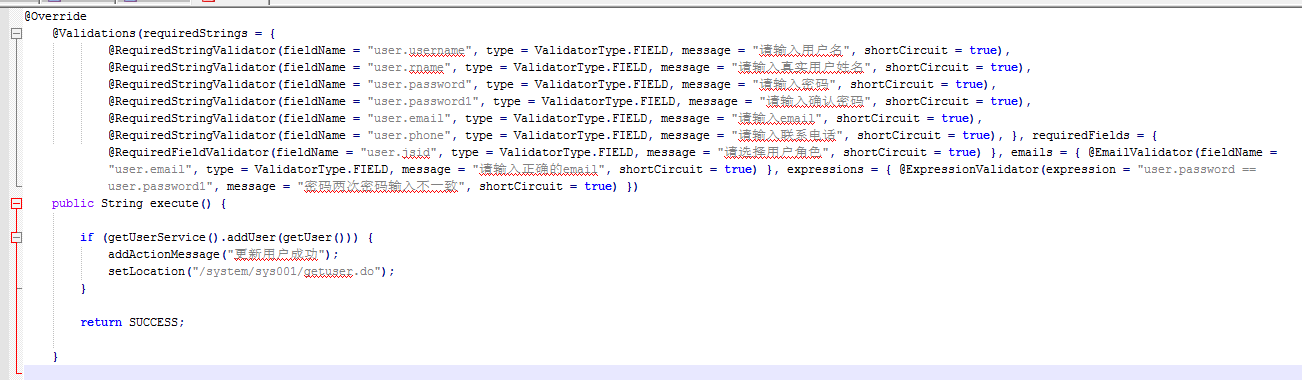 @Override
@Validations(requiredStrings = {
@RequiredStringValidator(fieldName = "user.username", type = ValidatorType.FIELD, message = "请输入用户名", shortCircuit = true),
@RequiredStringValidator(fieldName = "user.rname", type = ValidatorType.FIELD, message = "请输入真实用户姓名", shortCircuit = true),
@RequiredStringValidator(fieldName = "user.password", type = ValidatorType.FIELD, message = "请输入密码", shortCircuit = true),
@RequiredStringValidator(fieldName = "user.password1", type = ValidatorType.FIELD, message = "请输入确认密码", shortCircuit = true),
@RequiredStringValidator(fieldName = "user.email", type = ValidatorType.FIELD, message = "请输入email", shortCircuit = true),
@RequiredStringValidator(fieldName = "user.phone", type = ValidatorType.FIELD, message = "请输入联系电话", shortCircuit = true), }, requiredFields = {
@RequiredFieldValidator(fieldName = "user.jsid", type = ValidatorType.FIELD, message = "请选择用户角色", shortCircuit = true) }, emails = { @EmailValidator(fieldName =
"user.email", type = ValidatorType.FIELD, message = "请输入正确的email", shortCircuit = true) }, expressions = { @ExpressionValidator(expression = "user.password ==
user.password1", message = "密码两次密码输入不一致", shortCircuit = true) })
public String execute() {
if (getUserService().addUser(getUser())) {
addActionMessage("更新用户成功");
setLocation("/system/sys001/getuser.do");
}
return SUCCESS;
}